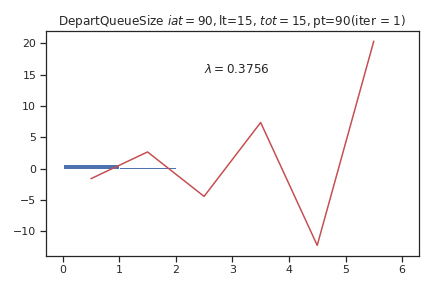 DepartQueueSize iat = 90,lt=15, tot = 15,pt=90(iter = 1)
λ = 0.3756
20
15
10
5
0
−5
−10
0 1 2 3 4 5 6